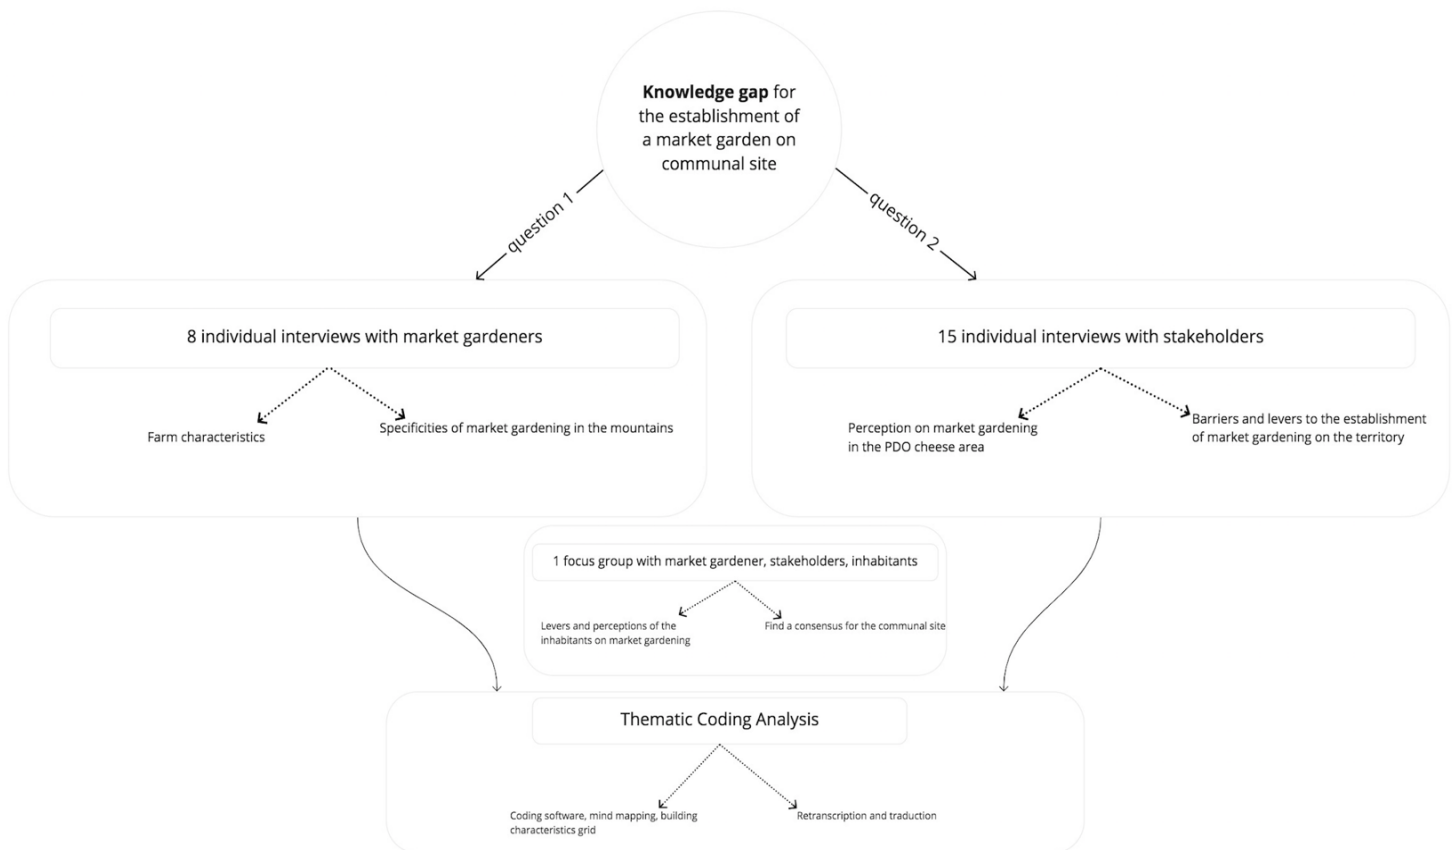 Knowledge gap for
the establishment of
a market garden on
communal site
question 1
question 2
8 individual interviews with market gardeners
Farm characteristics
Specificities of market gardening in the mountains
15 individual interviews with stakeholders
Perception on market gardening
in the PDO cheese area
Barriers and levers to the establishment
of market gardening on the territory
1 focus group with market gardener, stakeholders, inhabitants
Levers and perceptions of the
inhabitants on market gardening
Find a consensus for the communal site
Thematic Coding Analysis
Coding software, mind mapping, building
characteristics grid
Retranscription and traduction